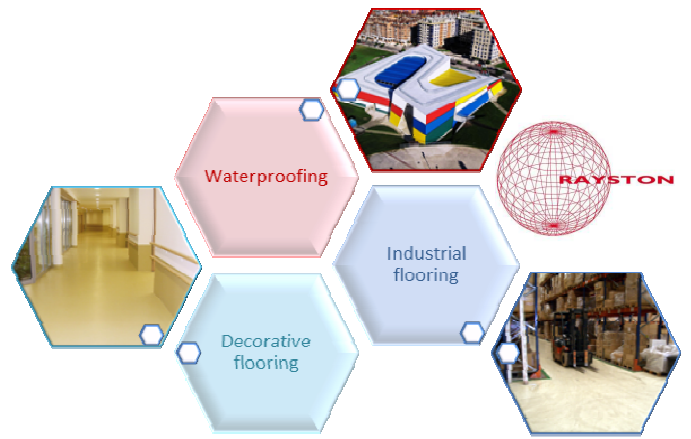 Waterproofing
RAYSTON
Industrial
flooring
Decorative
flooring